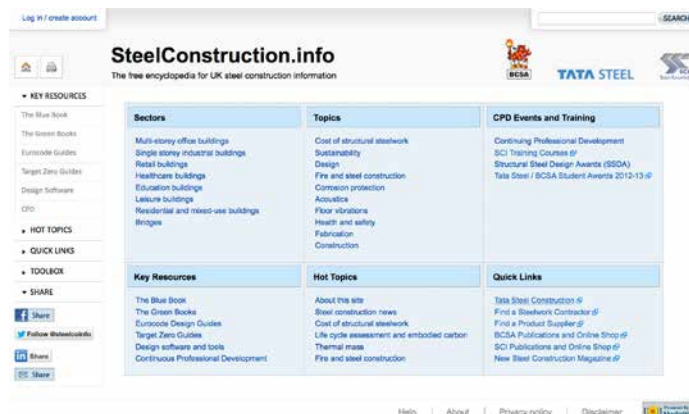 Log in / create account
SEARCH
SteelConstruction.info
The free encyclopedia for UK steel construction information
BCSA
TATA STEEL
KEY RESOURCES
The Blue Book
The Green Books
Eurocode Guides
Target Zero Guides
Design Software
CPD
HOT TOPICS
QUICK LINKS
TOOLBOX
SHARE
Share
Follow @steelcoinfo
Share
Share
Sectors
Multi-storey office buildings
Single storey industrial buildings
Retail buildings
Healthcare buildings
Education buildings
Leisure buildings
Residential and mixed-use buildings
Bridges
Topics
Cost of structural steelwork
Sustainability
Design
Fire and steel construction
Corrosion protection
Acoustics
Floor vibrations
Health and safety
Fabrication
Construction
CPD Events and Training
Continuing Professional Development
SCI Training Courses
Structural Steel Design Awards (SSDA)
Tata Steel / BCSA Student Awards 2012-13
Key Resources
The Blue Book
The Green Books
Eurocode Design Guides
Target Zero Guides
Design software and tools
Continuous Professional Development
Hot Topics
About this site
Steel construction news
Cost of structural steelwork
Life cycle assessment and embodied carbon
Thermal mass
Fire and steel construction
Quick Links
Tata Steel Construction
Find a Steelwork Contractor
Find a Product Supplier
BCSA Publications and Online Shop
SCI Publications and Online Shop
New Steel Construction Magazine
Help
About
Privacy policy
Disclaimer